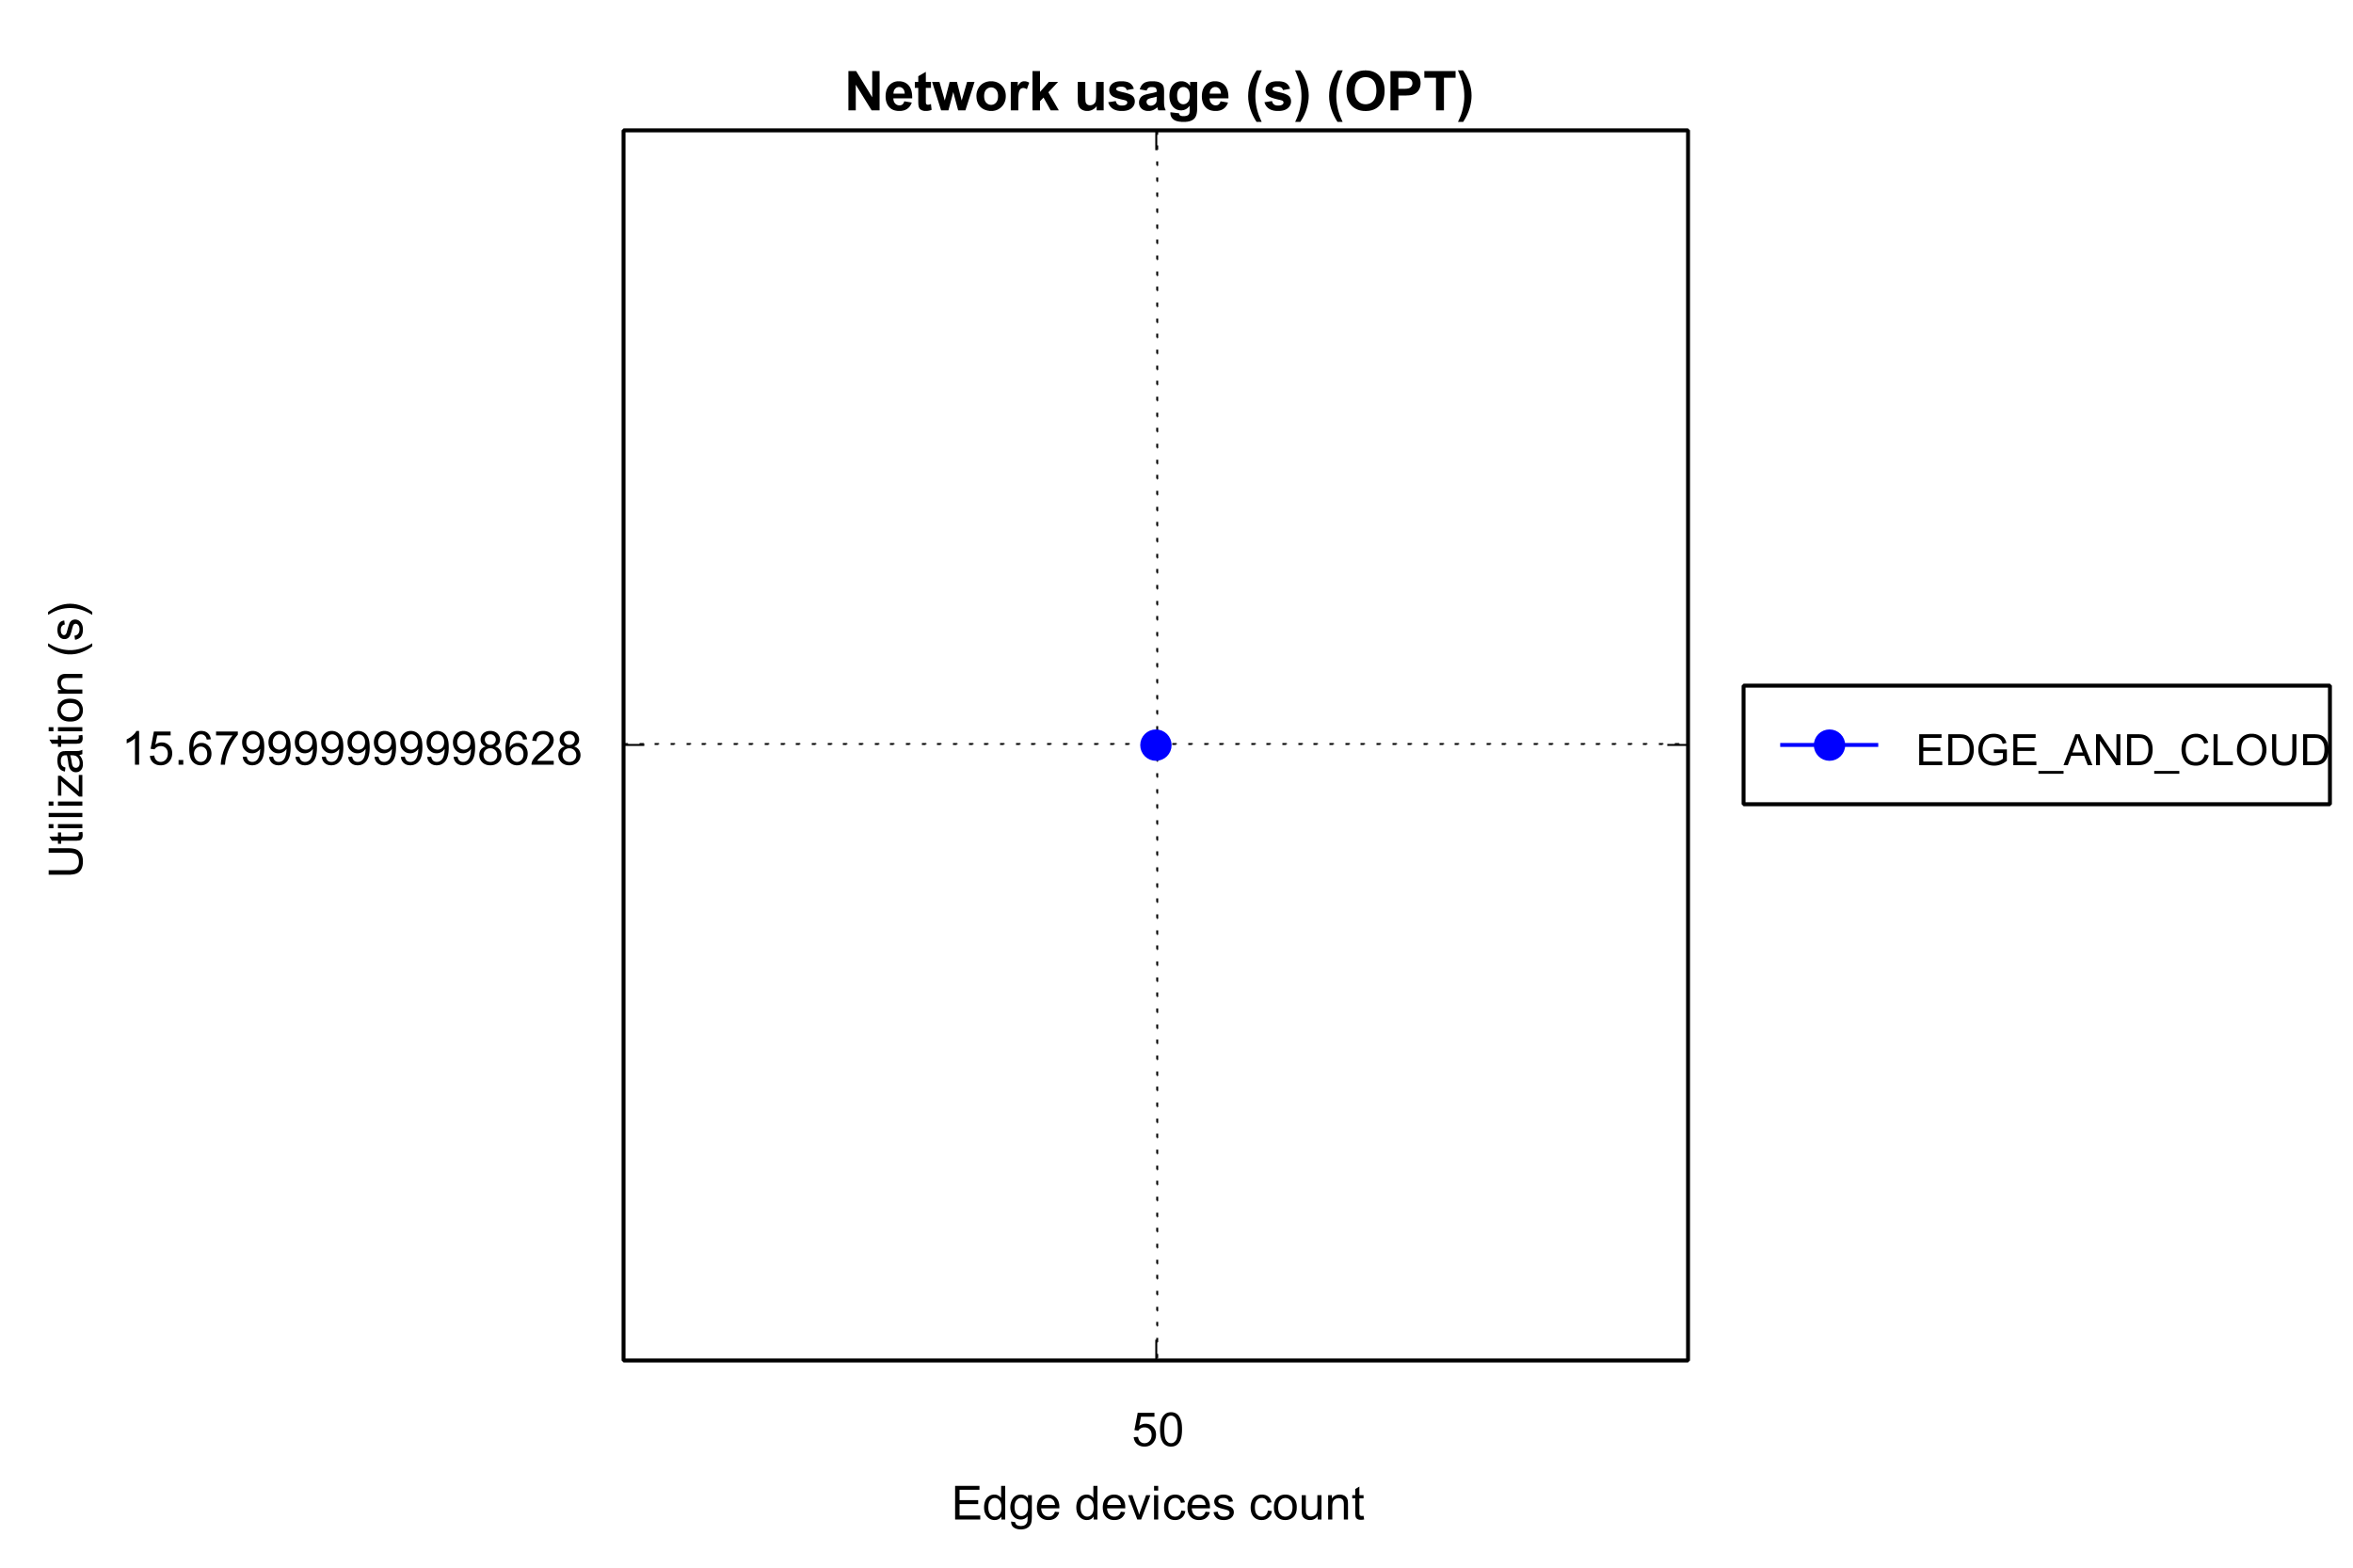 Network usage (s) (OPT)
Utilization (s)
15.679999999998628
EDGE_AND_CLOUD
50
Edge devices count